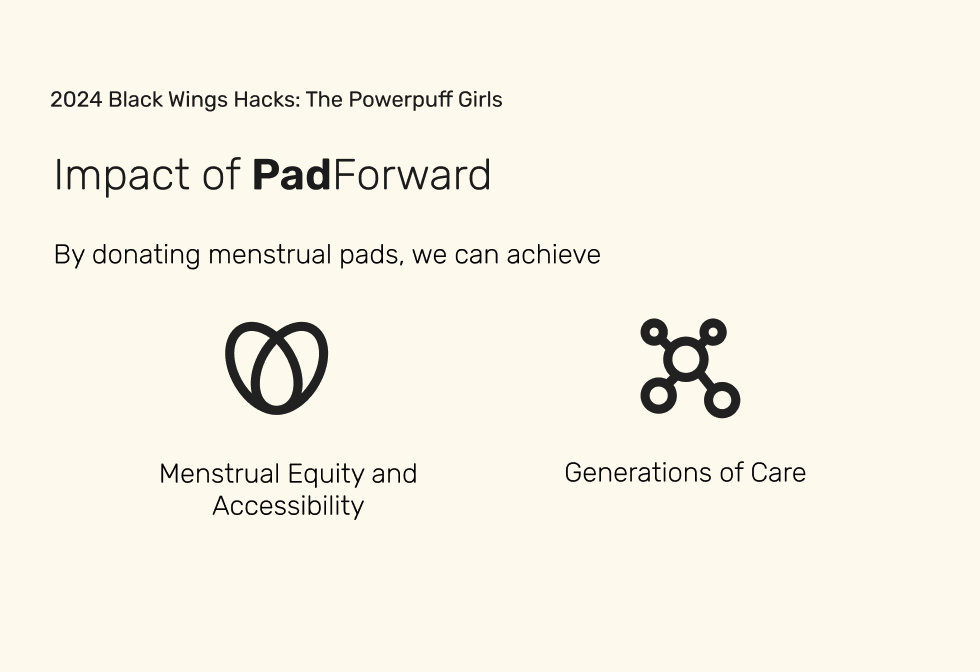 2024 Black Wings Hacks: The Powerpuff Girls
Impact of PadForward
By donating menstrual pads, we can achieve
Menstrual Equity and
Accessibility
Generations of Care